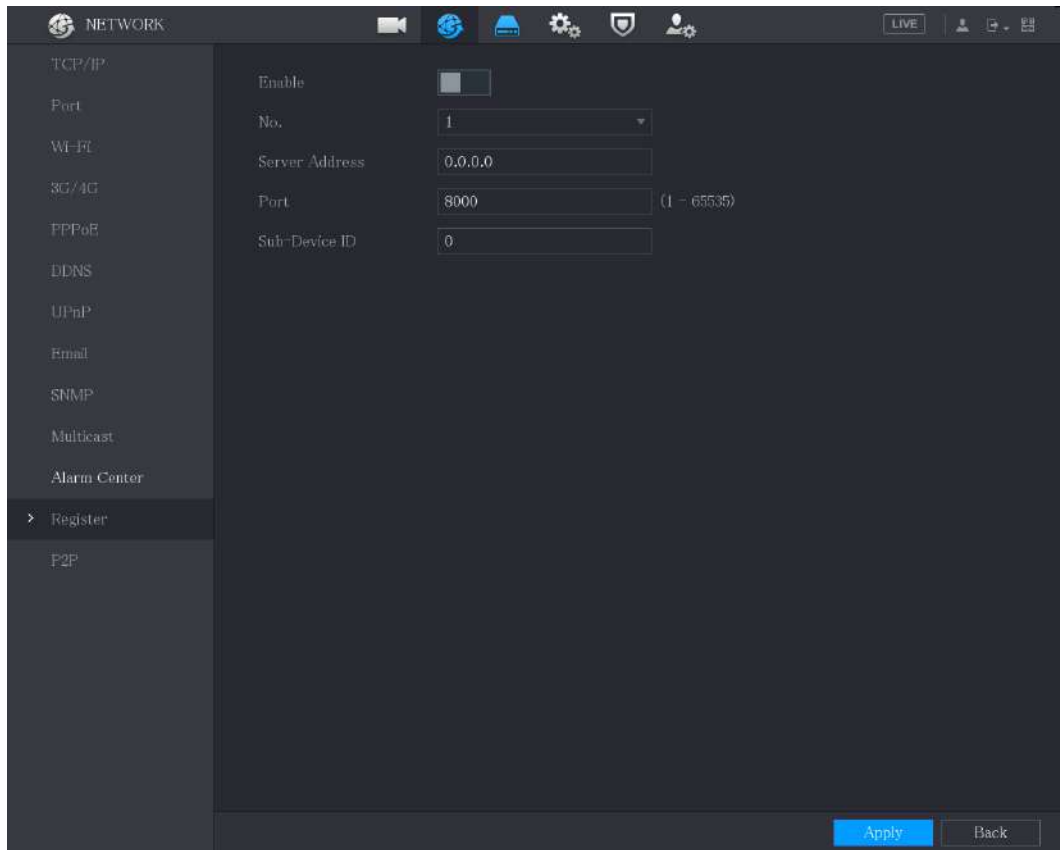 NETWORK
LIVE
TCP/IP
Port
Wi-Fi
3G/4G
PPPoE
DDNS
UPnP
Email
SNMP
Multicast
Alarm Center
Register
P2P
Enable
No. 1
Server Address 0.0.0.0
Port 8000 (1 - 65535)
Sub-Device ID 0
Apply Back